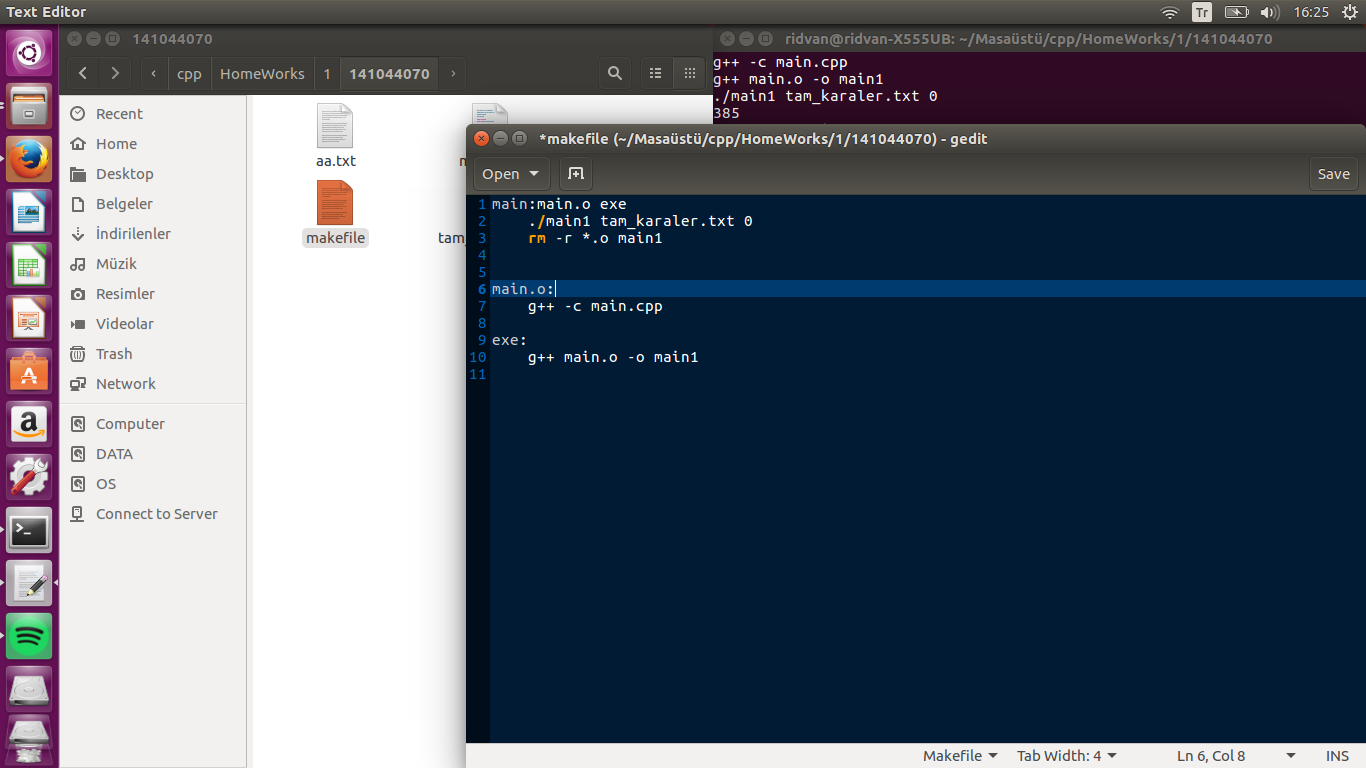 Text Editor
Tr
16:25
141044070
cpp
HomeWorks
1
141044070
Recent
Home
Desktop
Belgeler
İndirilenler
Müzik
Resimler
Videolar
Trash
Network
Computer
DATA
OS
Connect to Server
aa.txt
makefile
ridvan@ridvan-X555UB: ~/Masaüstü/cpp/HomeWorks/1/141044070
g++ -c main.cpp
g++ main.o -o main1
./main1 tam_karaler.txt 0
385
*makefile (~/Masaüstü/cpp/HomeWorks/1/141044070) - gedit
Open
Save
1 main:main.o exe
2 ./main1 tam_karaler.txt 0
3 rm -r *.o main1
4
5
6 main.o:
7 g++ -c main.cpp
8
9 exe:
10 g++ main.o -o main1
11
Makefile
Tab Width: 4
Ln 6, Col 8
INS